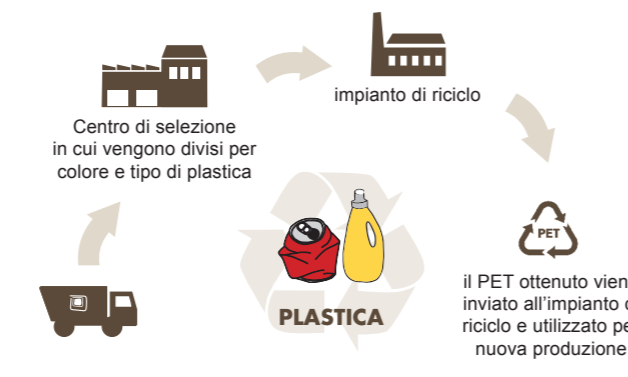 impianto di riciclo
Centro di selezione
in cui vengono divisi per
colore e tipo di plastica
PET
PLASTICA
il PET ottenuto vien
inviato all’impianto
riciclo e utilizzato
nuova produzione